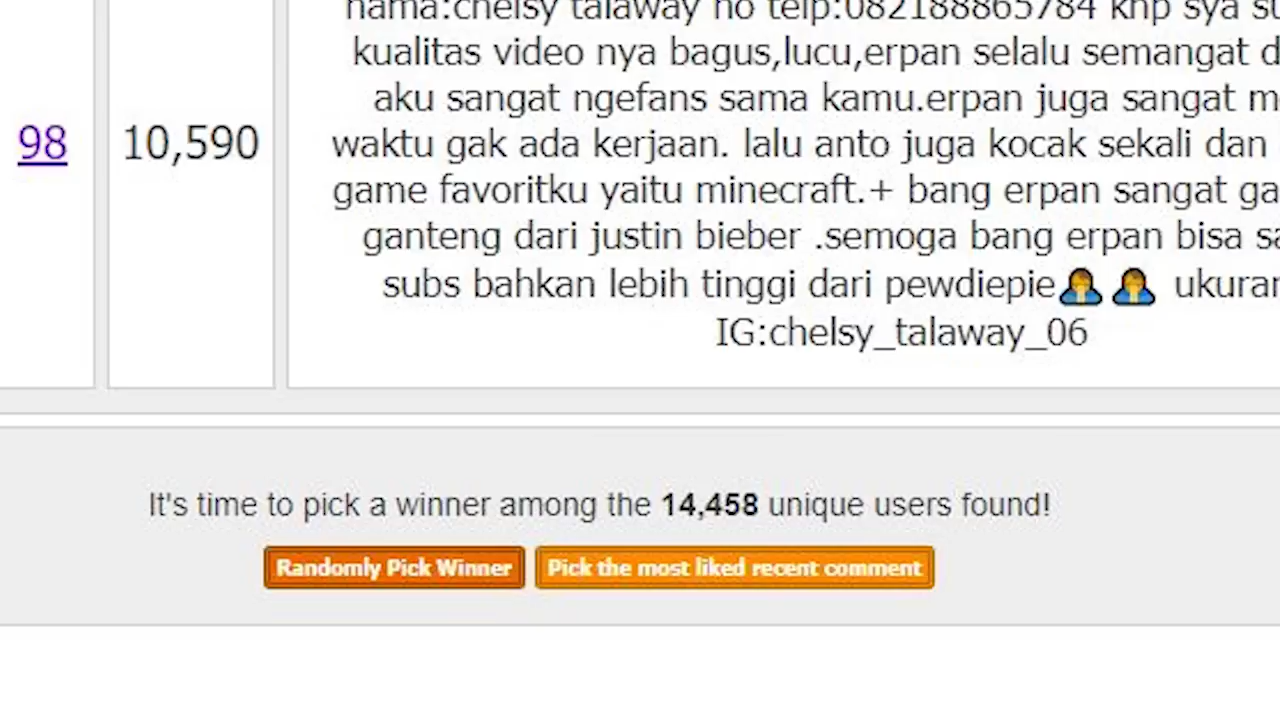 nama:chelsy talaway no telp:082188865784 knp sya
98
10,590
kualitas video nya bagus,lucu,erpan selalu semangat
aku sangat ngefans sama kamu.erpan juga sangat
waktu gak ada kerjaan. lalu anto juga kocak sekali dan
game favoritku yaitu minecraft.+ bang erpan sangat
ganteng dari justin bieber .semoga bang erpan bisa
subs bahkan lebih tinggi dari pewdiepie🤦‍♂️🤦‍♂️
IG:chelsy_talaway_06
It's time to pick a winner among the 14,458 unique users found!
Randomly Pick Winner
Pick the most liked recent comment